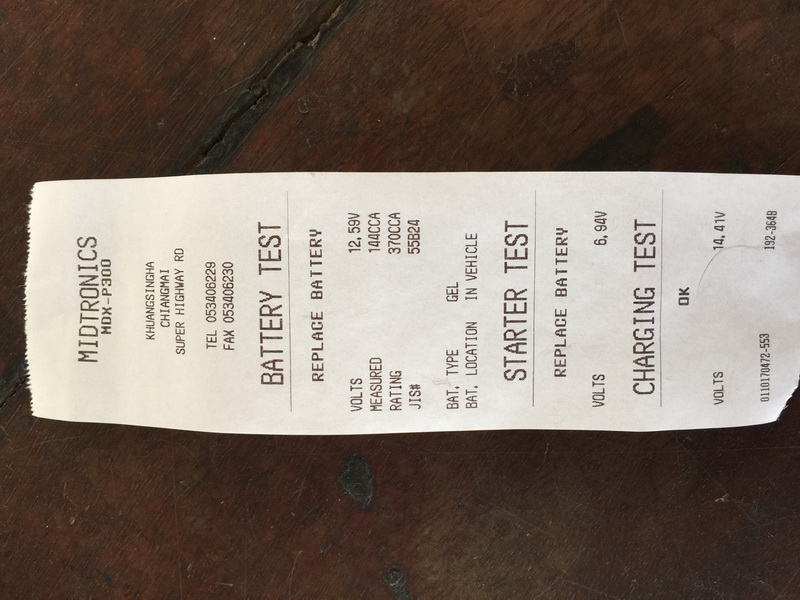 MIDTRONICS
MDX-P300
KHUANGSINGHA
CHIANGMAI
SUPER HIGHWAY RD
TEL 053406229
FAX 053406230
BATTERY TEST
REPLACE BATTERY
VOLTS 12,59V
MEASURED 144CCA
RATING 370CCA
JIS# 55B24
BAT, TYPE GEL
BAT, LOCATION IN VEHICLE
STARTER TEST
REPLACE BATTERY
VOLTS 6,94V
CHARGING TEST
OK
VOLTS 14,41V
0110170472-553 192-364B